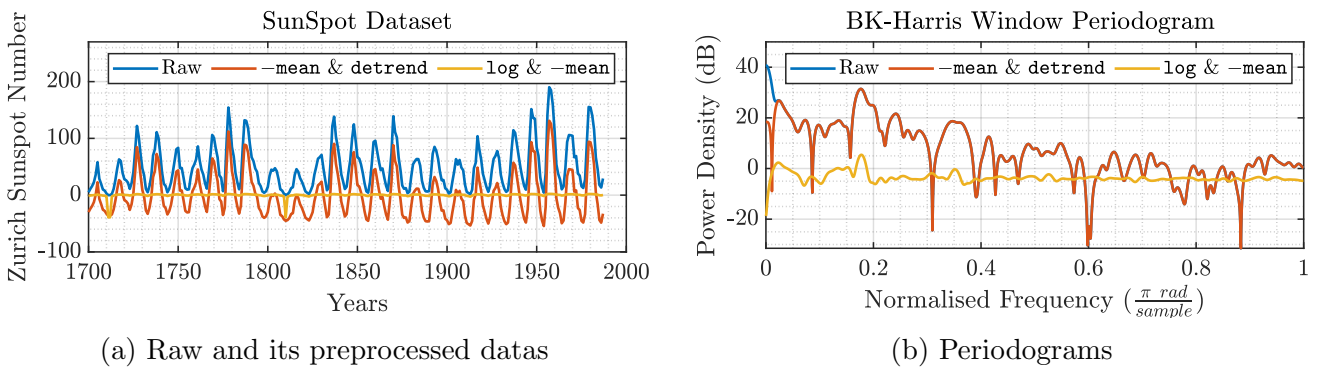 SunSpot Dataset
Zurich Sunspot Number
Raw −mean & detrend log & −mean
200
100
0
-100
1700 1750 1800 1850 1900 1950 2000
Years
(a) Raw and its preprocessed datas
BK-Harris Window Periodogram
Power Density (dB)
Raw −mean & detrend log & −mean
40
20
0
-20
0 0.2 0.4 0.6 0.8 1
Normalised Frequency (π rad/sample)
(b) Periodograms